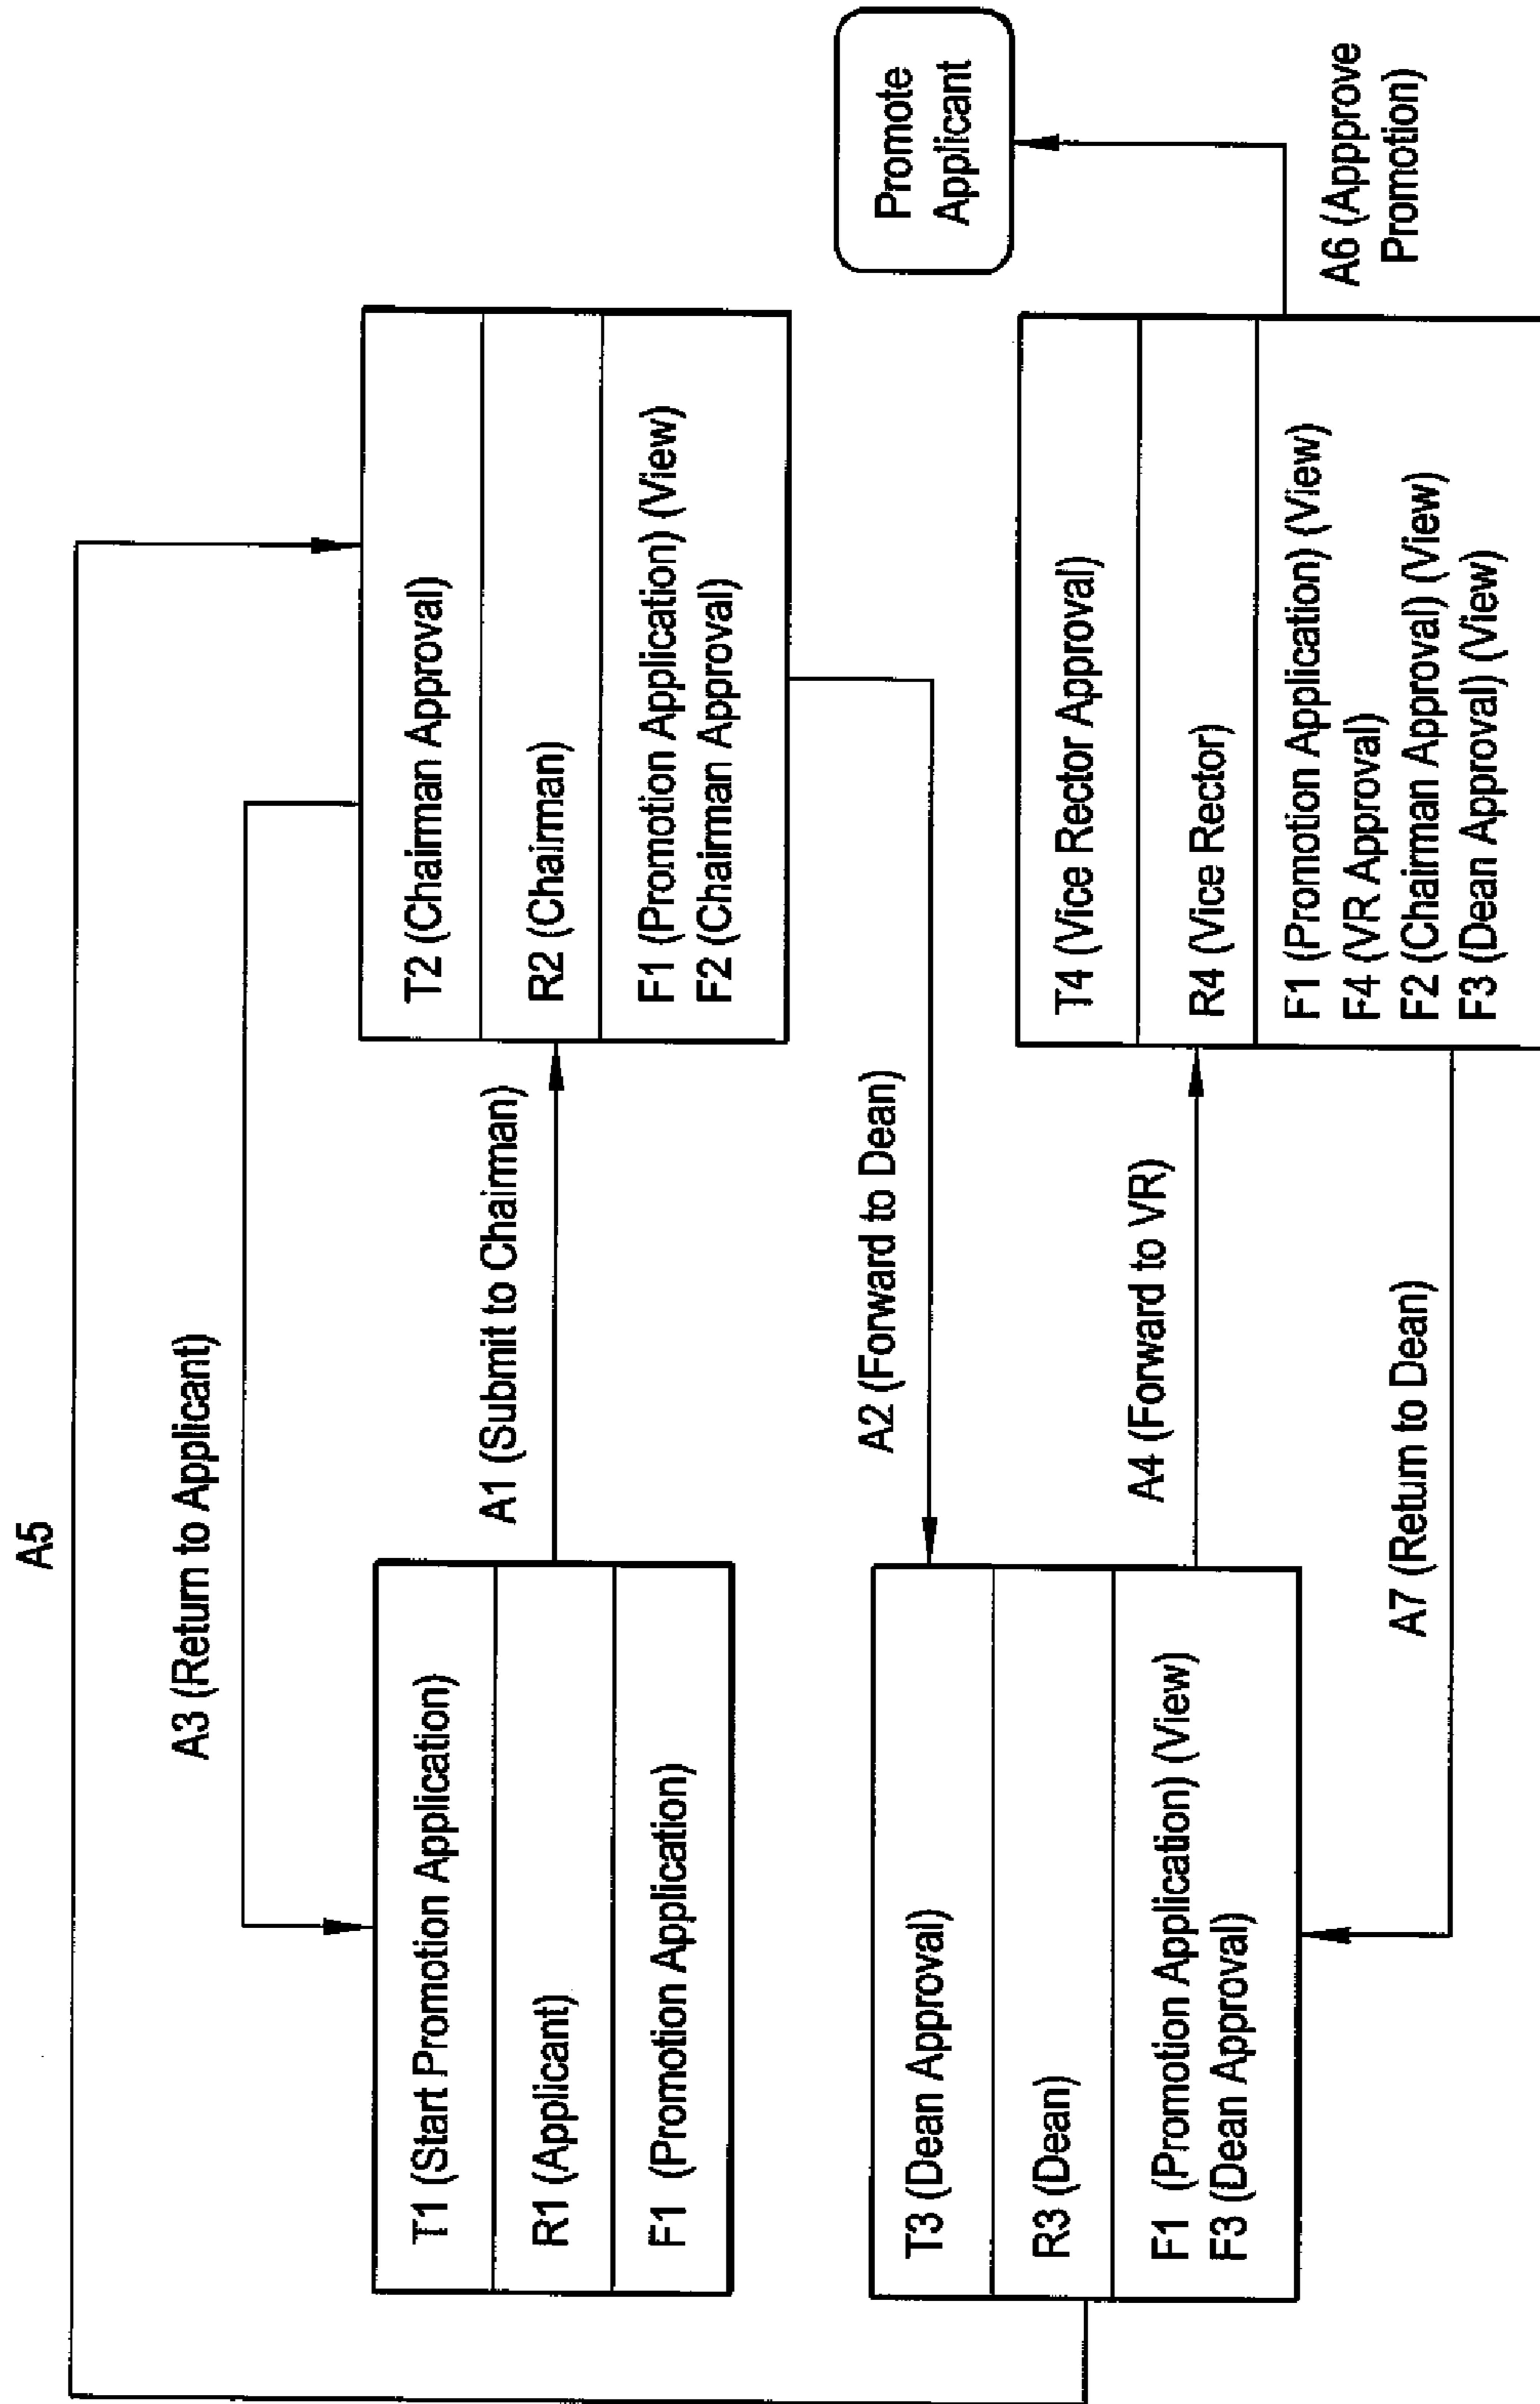 A5
A3 (Return to Applicant)
T1 (Start Promotion Application)
R1 (Applicant)
F1 (Promotion Application)
A1 (Submit to Chairman)
T2 (Chairman Approval)
R2 (Chairman)
F1 (Promotion Application) (View)
F2 (Chairman Approval)
A2 (Forward to Dean)
T3 (Dean Approval)
R3 (Dean)
F1 (Promotion Application) (View)
F3 (Dean Approval)
A4 (Forward to VR)
A7 (Return to Dean)
T4 (Vice Rector Approval)
R4 (Vice Rector)
F1 (Promotion Application) (View)
F4 (VR Approval)
F2 (Chairman Approval) (View)
F3 (Dean Approval) (View)
Promote
Applicant
A6 (Appprove
Promotion)